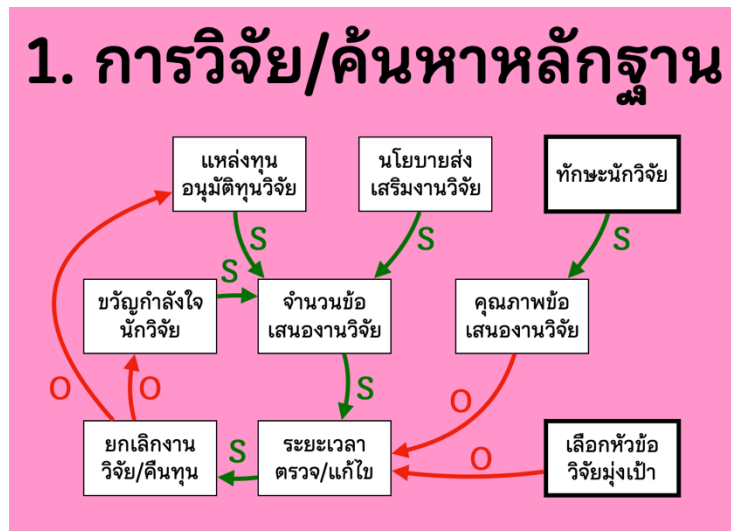 1. การวิจัย/ค้นหาหลักฐาน
แหล่งทุน
อนุมัติทุนวิจัย
นโยบายส่ง
เสริมงานวิจัย
ทักษะนักวิจัย
S
S
S
S
ขวัญกำลังใจ
นักวิจัย
จำนวนข้อ
เสนองานวิจัย
คุณภาพข้อ
เสนองานวิจัย
O
O
S
O
ยกเลิกงาน
วิจัย/คืนทุน
S
ระยะเวลา
ตรวจ/แก้ไข
O
เลือกหัวข้อ
วิจัยมุ่งเป้า